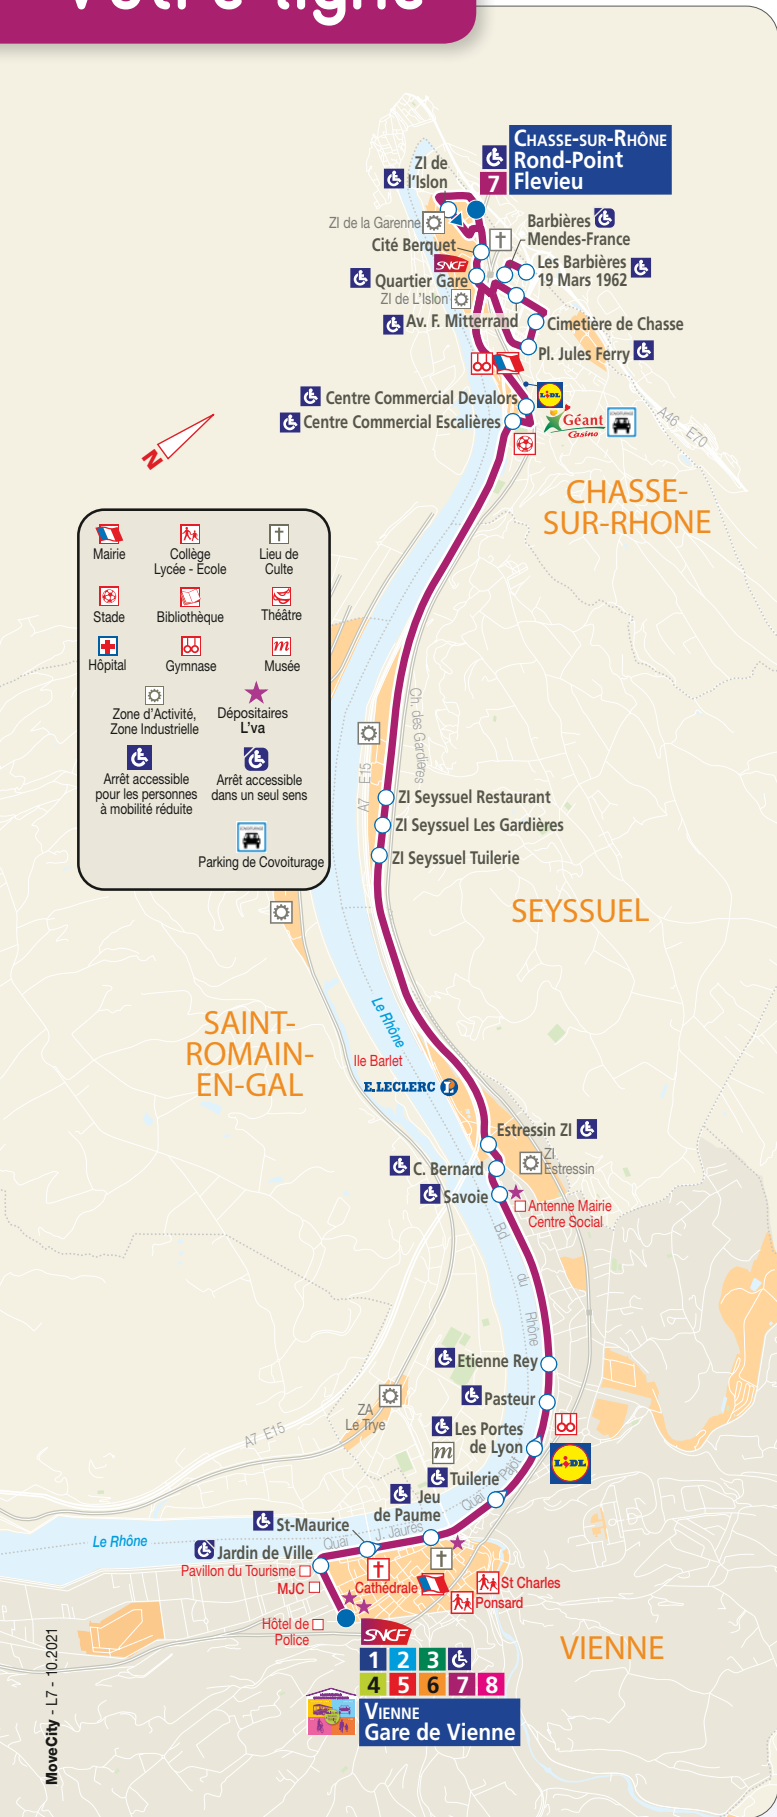 votre ligne
CHASSE-SUR-RHÔNE
Rond-Point
Flevieu
7
ZI de
l'Islon
ZI de la Garenne
Barbières
Mendes-France
Cité Berquet
SNCF
Les Barbières
19 Mars 1962
Quartier Gare
ZI de L'Islon
Av. F. Mitterrand
Cimetière de Chasse
Pl. Jules Ferry
Centre Commercial Devalors
LIDL
Centre Commercial Escalières
Géant
Casino
COVOITURAGE
A46 E70
N
CHASSE-
SUR-RHONE
Mairie
Collège
Lycée - Ecole
Lieu de
Culte
Stade
Bibliothèque
Théâtre
Hôpital
Gymnase
m
Musée
Zone d'Activité,
Zone Industrielle
Dépositaires
L'va
Arrêt accessible
pour les personnes
à mobilité réduite
Arrêt accessible
dans un seul sens
Parking de Covoiturage
Ch. des Gardières
A7 E15
ZI Seyssuel Restaurant
ZI Seyssuel Les Gardières
ZI Seyssuel Tuilerie
SEYSSUEL
SAINT-
ROMAIN-
EN-GAL
Le Rhône
Ile Barlet
E.LECLERC
Estressin ZI
C. Bernard
ZI
Estressin
Savoie
Antenne Mairie
Centre Social
Bd du Rhône
Etienne Rey
Pasteur
ZA
Le Trye
A7 E15
Les Portes
de Lyon
m
LIDL
Tuilerie
Quai Pajot
Jeu
de Paume
St-Maurice
Quai J. Jaurès
Le Rhône
Jardin de Ville
Pavillon du Tourisme
MJC
Cathédrale
St Charles
Ponsard
Hôtel de
Police
SNCF
VIENNE
1 2 3
4 5 6 7 8
VIENNE
Gare de Vienne
MoveCity - L7 - 10.2021